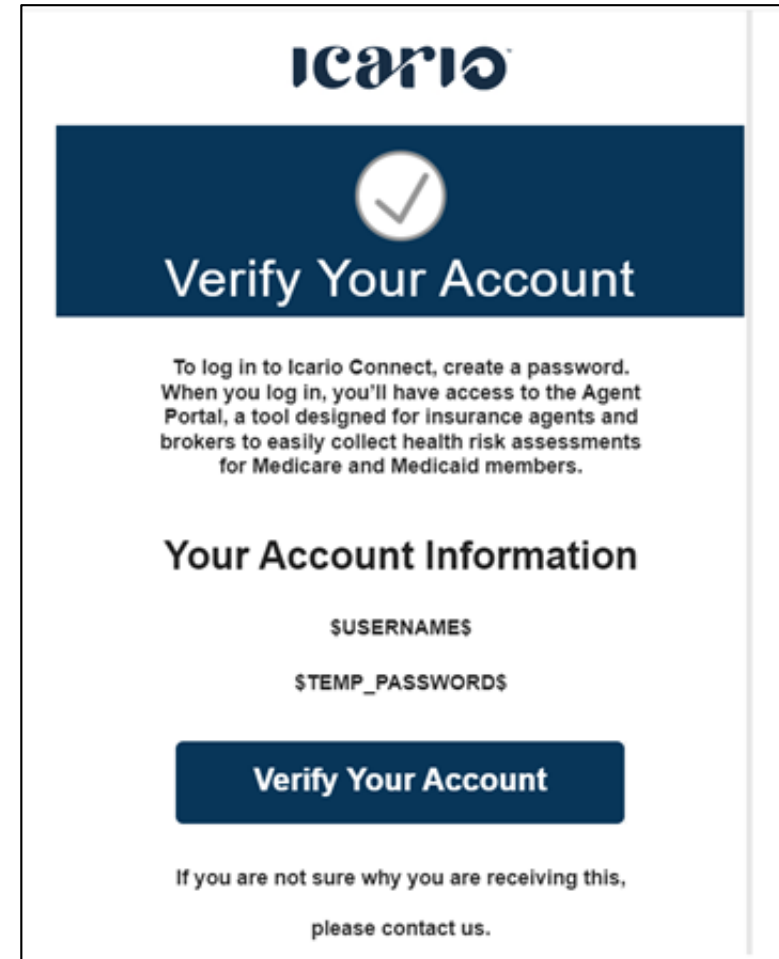 ıcarıo™
Verify Your Account
To log in to Icario Connect, create a password.
When you log in, you'll have access to the Agent
Portal, a tool designed for insurance agents and
brokers to easily collect health risk assessments
for Medicare and Medicaid members.
Your Account Information
$USERNAME$
$TEMP_PASSWORD$
Verify Your Account
If you are not sure why you are receiving this,
please contact us.